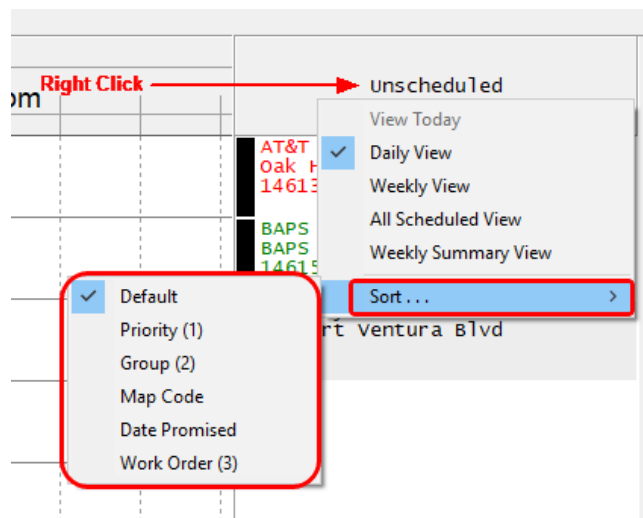 Right Click
om
Unscheduled
View Today
AT&T
Daily View
Oak H
14613
Weekly View
All Scheduled View
BAPS
BAPS
Weekly Summary View
14615
Default
Sort...
Priority (1)
rt Ventura Blvd
Group (2)
Map Code
Date Promised
Work Order (3)